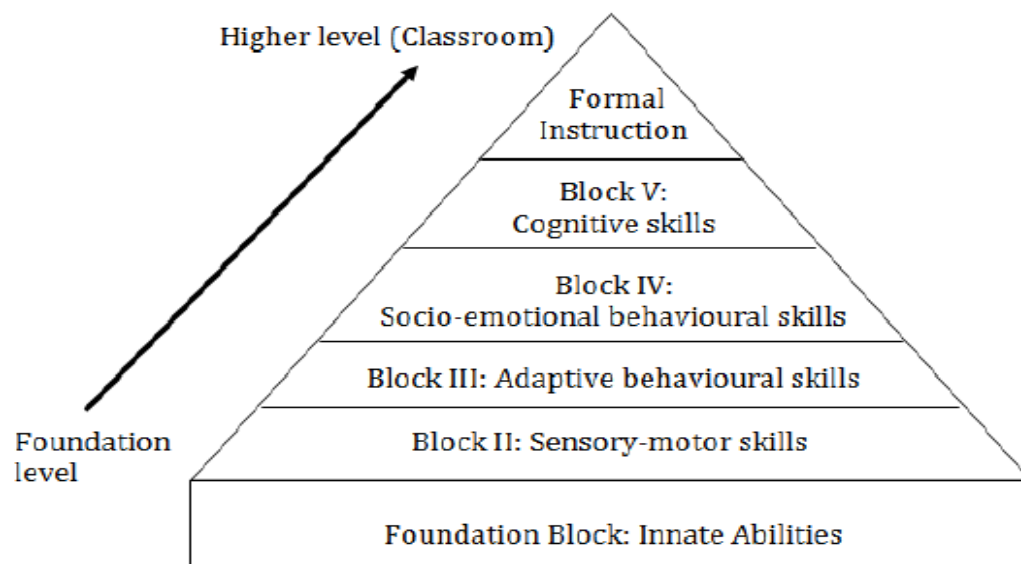 Higher level (Classroom)
Formal
Instruction
Block V:
Cognitive skills
Block IV:
Socio-emotional behavioural skills
Block III: Adaptive behavioural skills
Foundation
level
Block II: Sensory-motor skills
Foundation Block: Innate Abilities